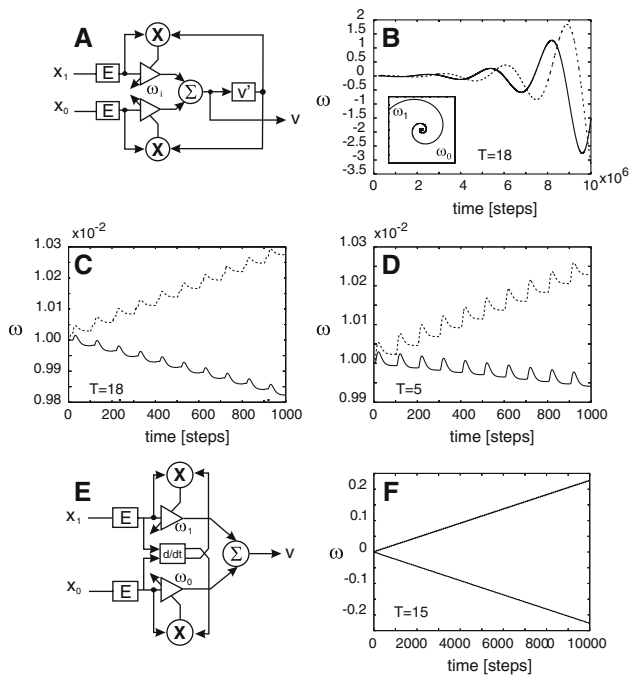 A
X
x1 E
ωi
Σ v'
x0 E
v
X
B
2
1.5
1
0.5
0
-0.5
-1
-1.5
-2
-2.5
-3
-3.5
ω
ω1
ω0
T=18
0 2 4 6 8 10
x10^6
time [steps]
C
x10^-2
1.03
1.02
1.01
1.00
0.99
0.98
ω
T=18
0 200 400 600 800 1000
time [steps]
D
x10^-2
1.03
1.02
1.01
1.00
0.99
ω
T=5
0 200 400 600 800 1000
time [steps]
E
X
x1 E
ω1
d/dt Σ v
ω0
x0 E
X
F
0.2
0.1
0
-0.1
-0.2
ω
T=15
0 2000 4000 6000 8000 10000
time [steps]